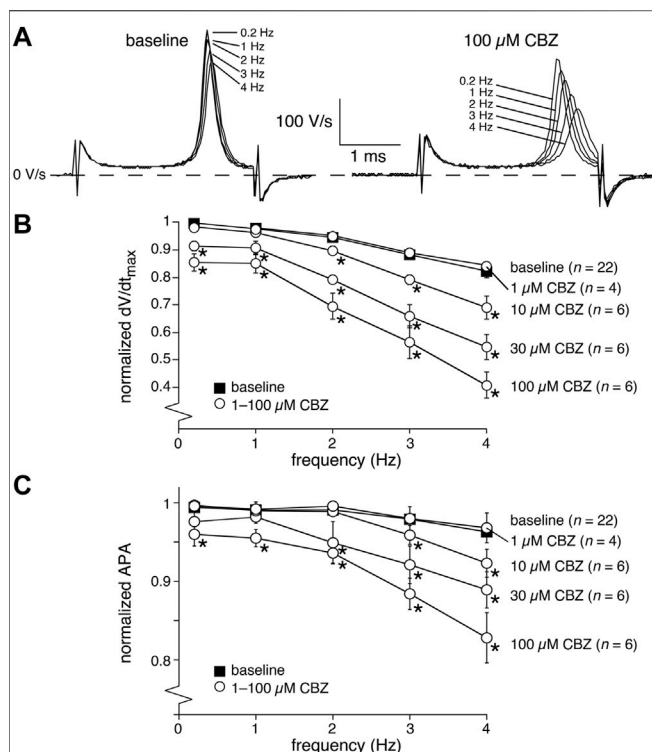 A
baseline
0.2 Hz
1 Hz
2 Hz
3 Hz
4 Hz
100 µM CBZ
0.2 Hz
1 Hz
2 Hz
3 Hz
4 Hz
100 V/s
1 ms
0 V/s
B
normalized dV/dtmax
1
0.9
0.8
0.7
0.6
0.5
0.4
baseline (n = 22)
1 µM CBZ (n = 4)
10 µM CBZ (n = 6)
30 µM CBZ (n = 6)
100 µM CBZ (n = 6)
* * * * * * * * * * * * *
baseline
1–100 µM CBZ
0 1 2 3 4
frequency (Hz)
C
normalized APA
1
0.9
0.8
baseline (n = 22)
1 µM CBZ (n = 4)
10 µM CBZ (n = 6)
30 µM CBZ (n = 6)
100 µM CBZ (n = 6)
* * * * * * * * * *
baseline
1–100 µM CBZ
0 1 2 3 4
frequency (Hz)